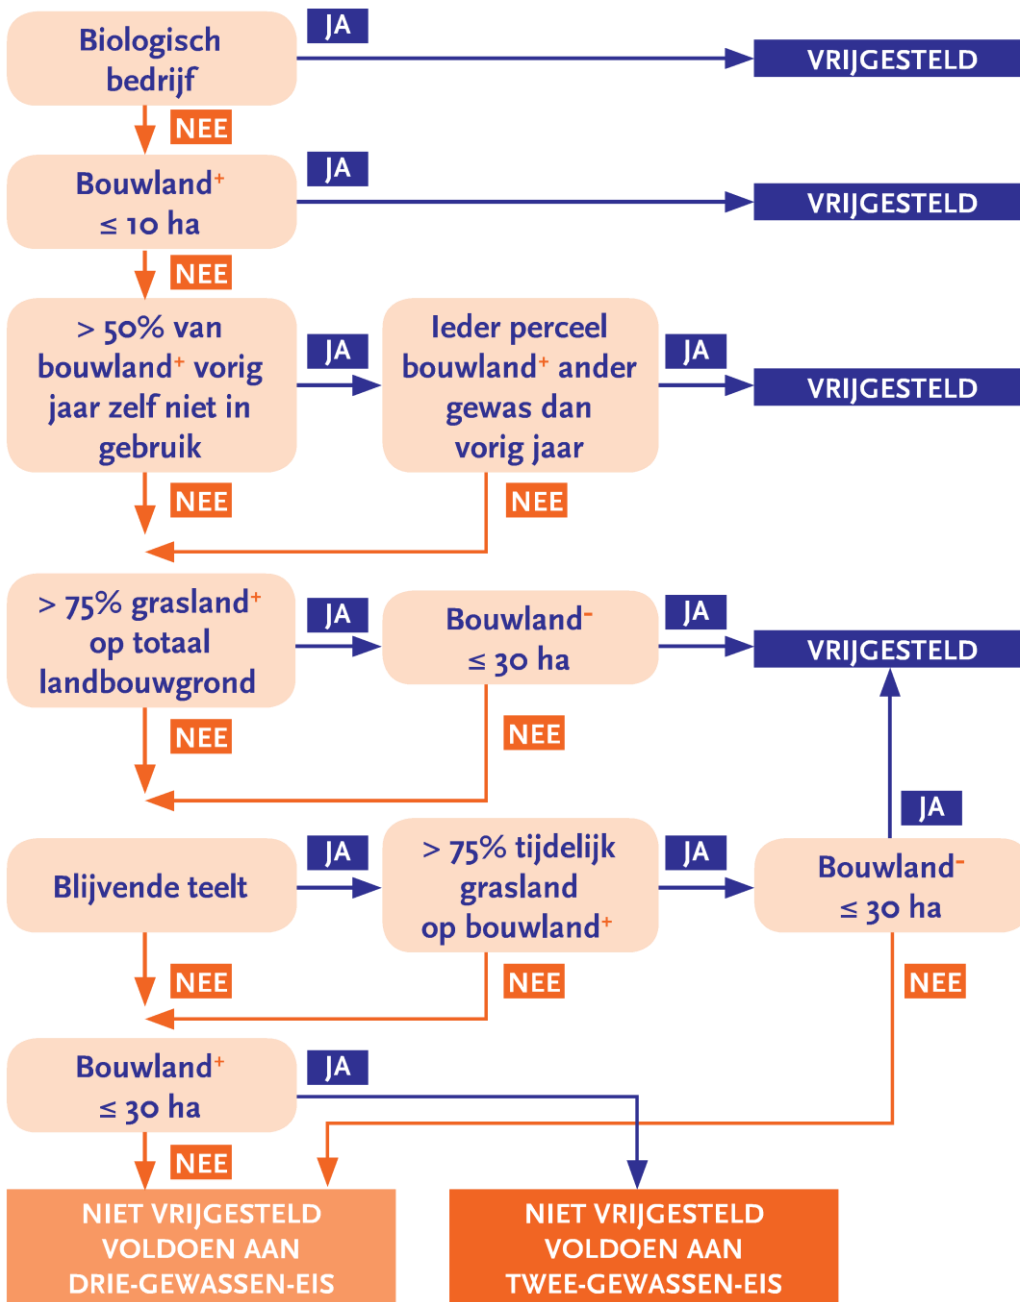 Biologisch
bedrijf
JA
VRIJGESTELD
NEE
Bouwland⁺
≤ 10 ha
JA
VRIJGESTELD
NEE
> 50% van
bouwland⁺ vorig
jaar zelf niet in
gebruik
JA
Ieder perceel
bouwland⁺ ander
gewas dan
vorig jaar
JA
VRIJGESTELD
NEE
NEE
> 75% grasland⁺
op totaal
landbouwgrond
JA
Bouwland⁻
≤ 30 ha
JA
VRIJGESTELD
NEE
NEE
JA
Blijvende teelt
JA
> 75% tijdelijk
grasland
op bouwland⁺
JA
Bouwland⁻
≤ 30 ha
NEE
NEE
NEE
Bouwland⁺
≤ 30 ha
JA
NEE
NIET VRIJGESTELD
VOLDOEN AAN
DRIE-GEWASSEN-EIS
NIET VRIJGESTELD
VOLDOEN AAN
TWEE-GEWASSEN-EIS